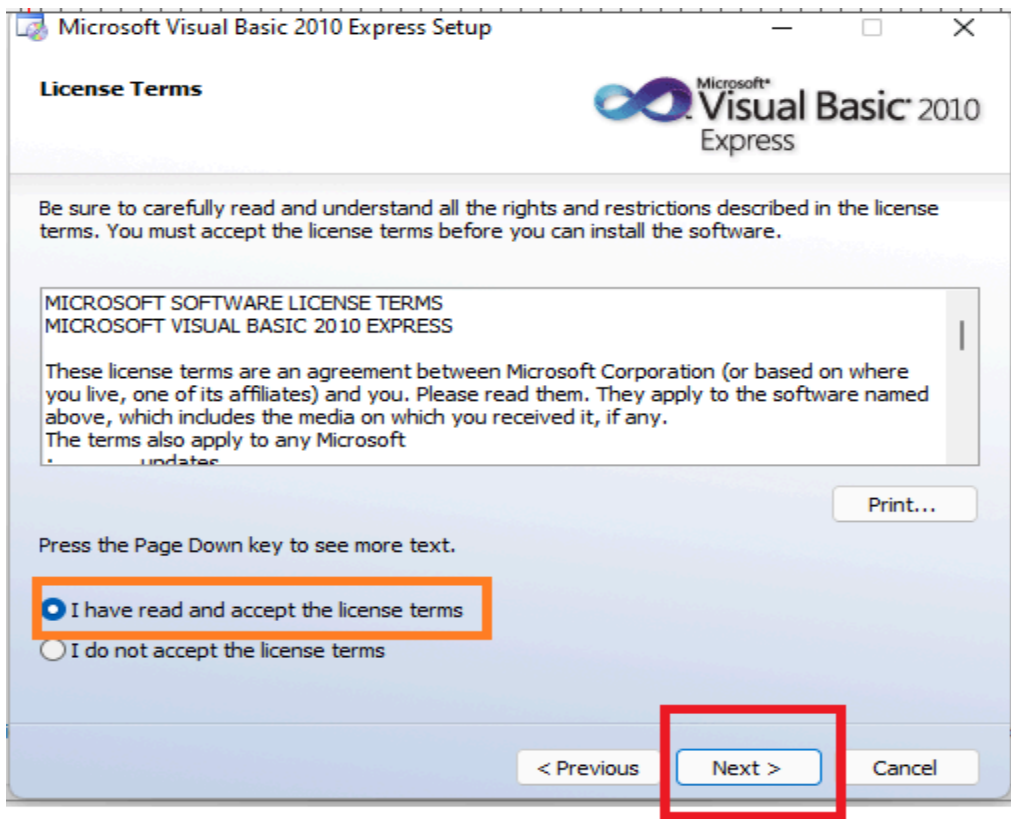 Microsoft Visual Basic 2010 Express Setup
License Terms
Microsoft®
Visual Basic® 2010
Express
Be sure to carefully read and understand all the rights and restrictions described in the license
terms. You must accept the license terms before you can install the software.
MICROSOFT SOFTWARE LICENSE TERMS
MICROSOFT VISUAL BASIC 2010 EXPRESS
These license terms are an agreement between Microsoft Corporation (or based on where
you live, one of its affiliates) and you. Please read them. They apply to the software named
above, which includes the media on which you received it, if any.
The terms also apply to any Microsoft
· updates
Print...
Press the Page Down key to see more text.
I have read and accept the license terms
I do not accept the license terms
< Previous
Next >
Cancel